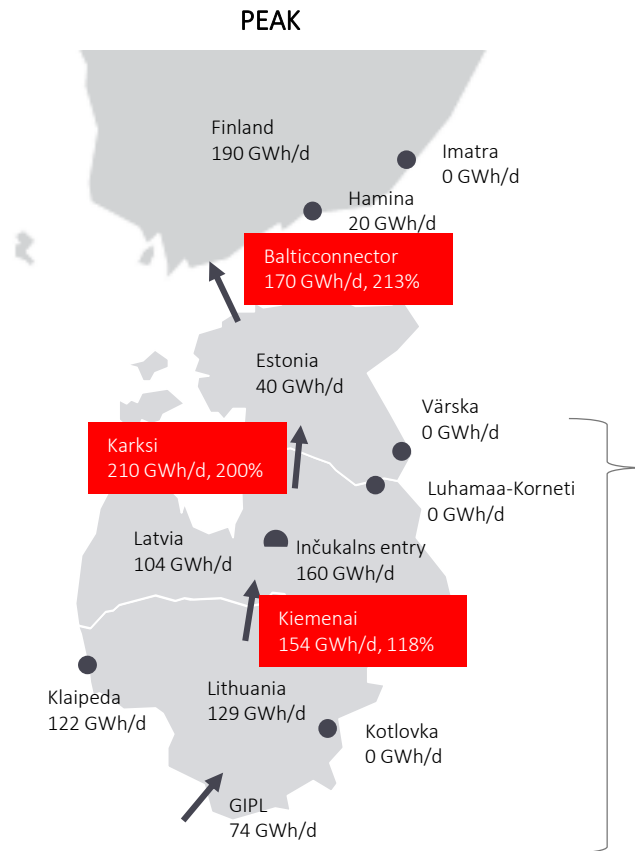 PEAK
Finland
190 GWh/d
Imatra
0 GWh/d
Hamina
20 GWh/d
Balticconnector
170 GWh/d, 213%
Estonia
40 GWh/d
Värska
0 GWh/d
Karksi
210 GWh/d, 200%
Luhamaa-Korneti
0 GWh/d
Latvia
104 GWh/d
Inčukalns entry
160 GWh/d
Kiemenai
154 GWh/d, 118%
Klaipeda
122 GWh/d
Lithuania
129 GWh/d
Kotlovka
0 GWh/d
GIPL
74 GWh/d